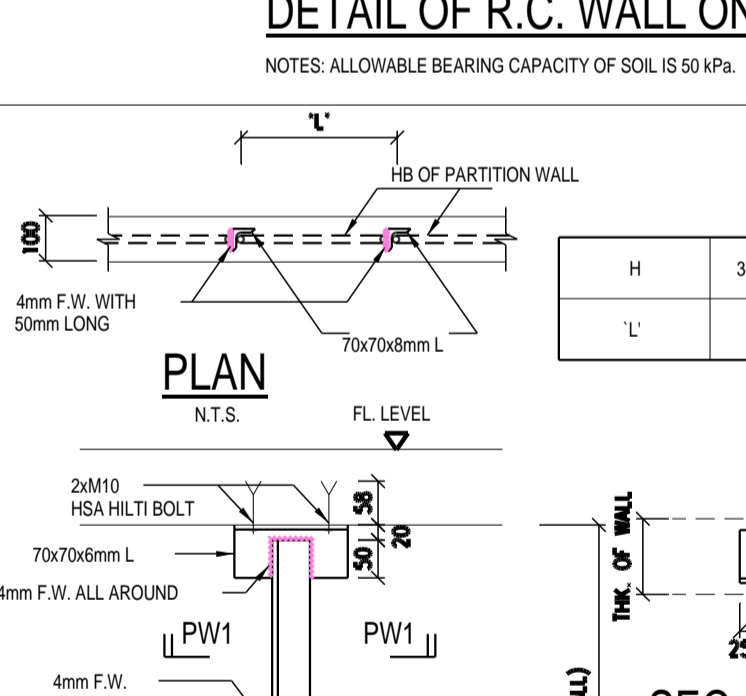 DETAIL OF R.C. WALL ON
NOTES: ALLOWABLE BEARING CAPACITY OF SOIL IS 50 kPa.
"L"
HB OF PARTITION WALL
100
4mm F.W. WITH
50mm LONG
70x70x8mm L
H
3
`L'
PLAN
N.T.S.
FL. LEVEL
2xM10
HSA HILTI BOLT
58
20
50
70x70x6mm L
4mm F.W. ALL AROUND
THK. OF WALL
PW1
PW1
4mm F.W.